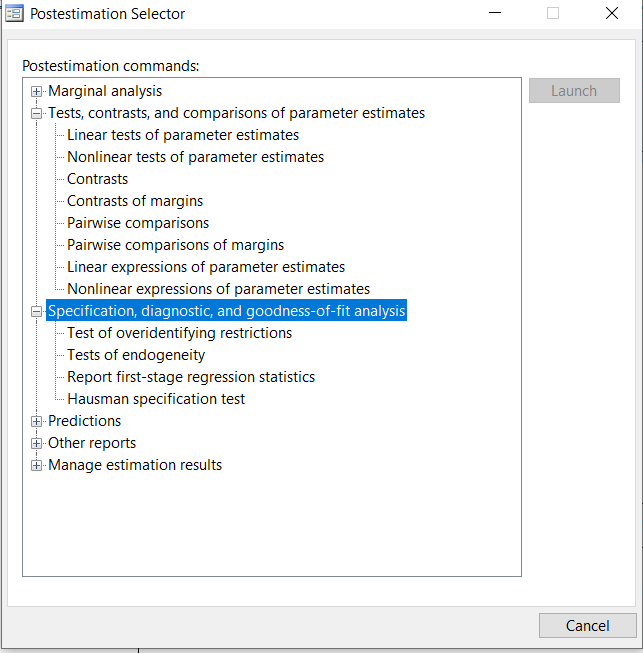 Postestimation Selector
Postestimation commands:
Marginal analysis
Launch
Tests, contrasts, and comparisons of parameter estimates
Linear tests of parameter estimates
Nonlinear tests of parameter estimates
Contrasts
Contrasts of margins
Pairwise comparisons
Pairwise comparisons of margins
Linear expressions of parameter estimates
Nonlinear expressions of parameter estimates
Specification, diagnostic, and goodness-of-fit analysis
Test of overidentifying restrictions
Tests of endogeneity
Report first-stage regression statistics
Hausman specification test
Predictions
Other reports
Manage estimation results
Cancel